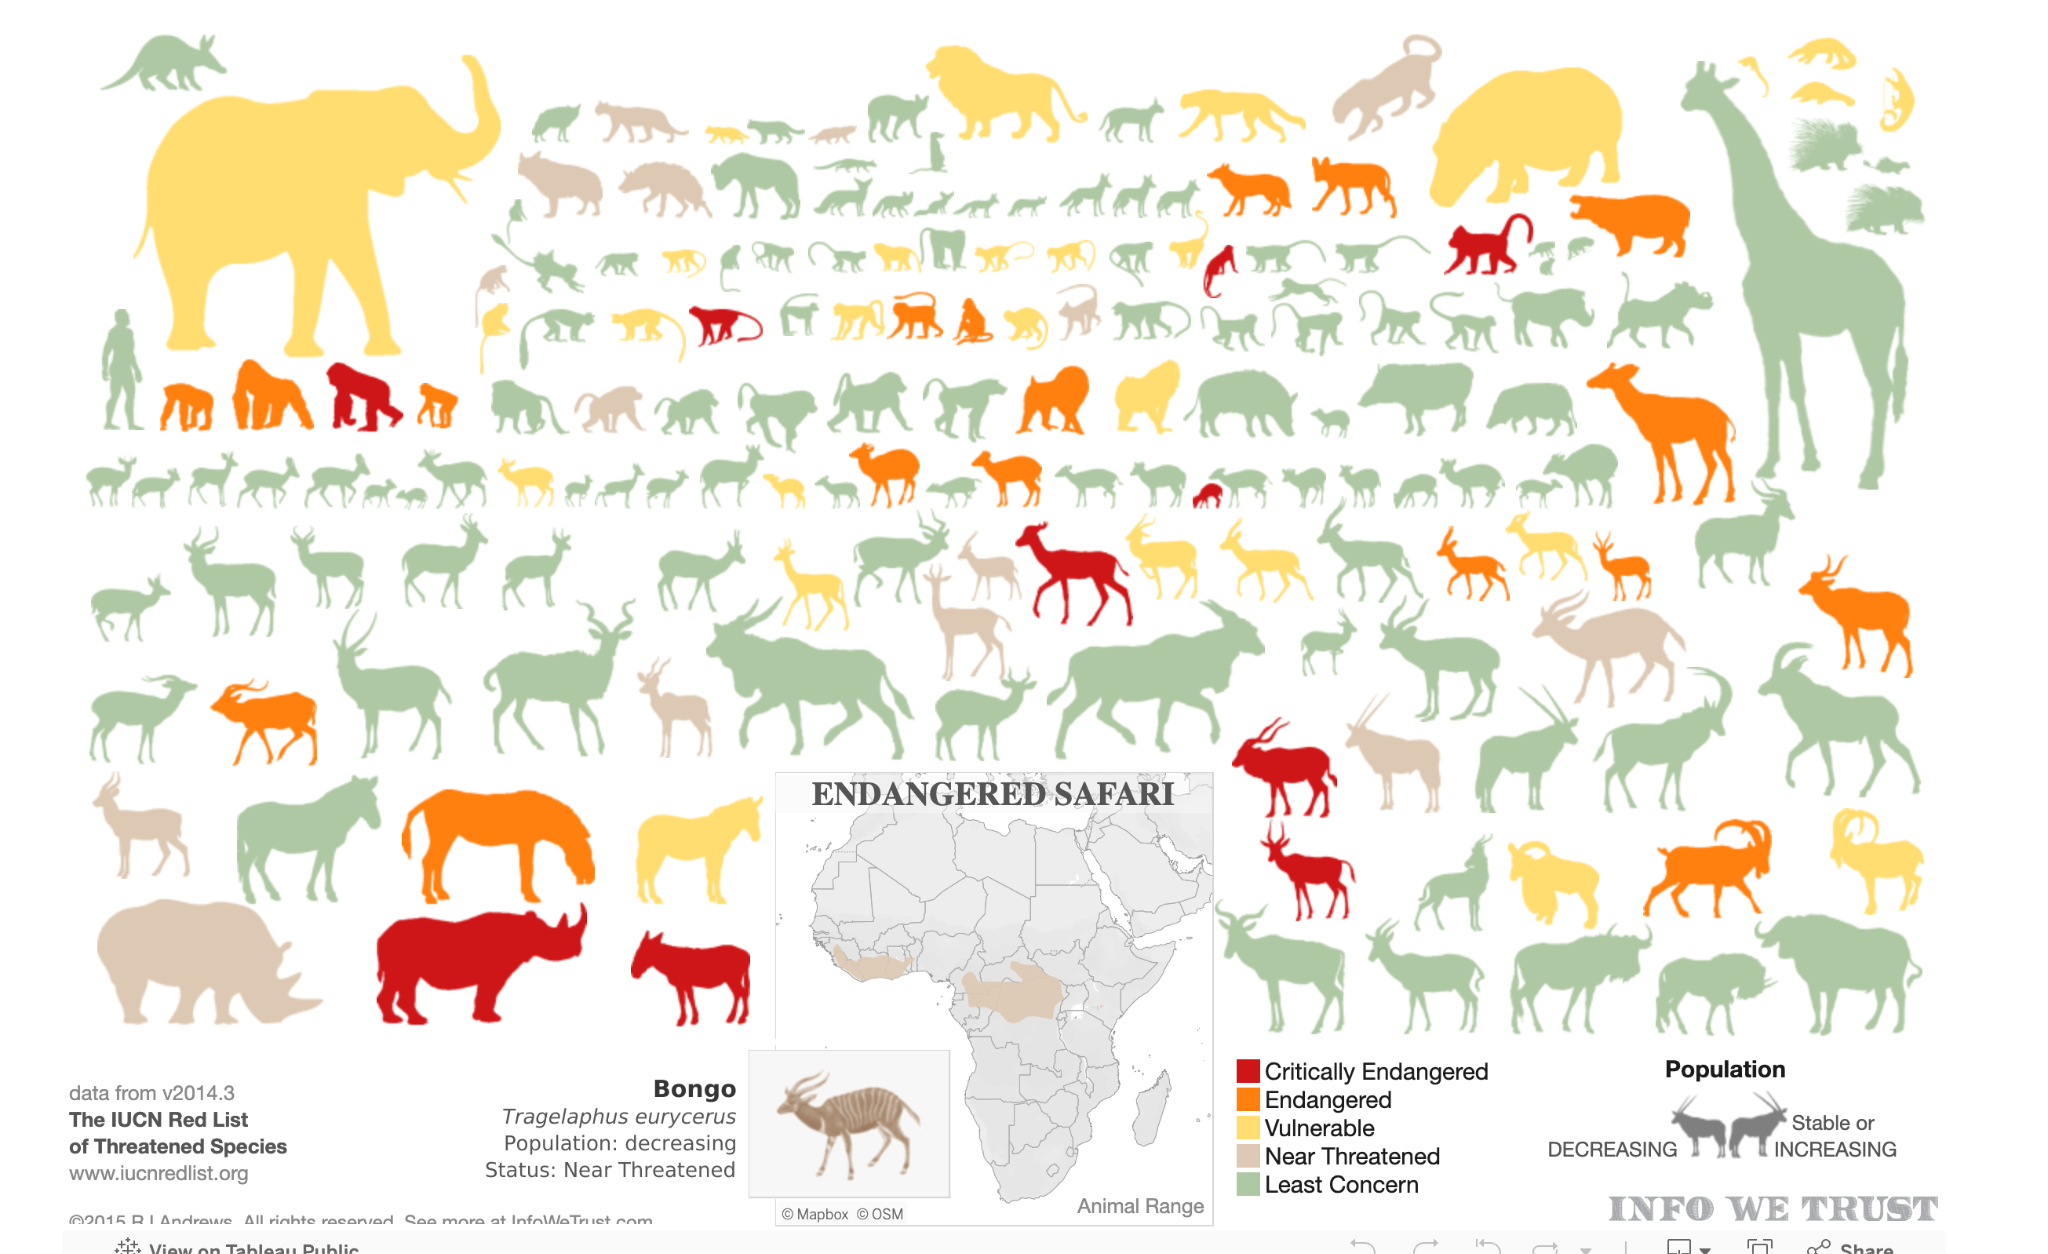 ENDANGERED SAFARI
data from v2014.3
The IUCN Red List
of Threatened Species
www.iucnredlist.org
©2015 RJ Andrews. All rights reserved. See more at InfoWeTrust.com
Bongo
Tragelaphus eurycerus
Population: decreasing
Status: Near Threatened
© Mapbox © OSM
Animal Range
Critically Endangered
Endangered
Vulnerable
Near Threatened
Least Concern
Population
DECREASING
Stable or
INCREASING
INFO WE TRUST
View on Tableau Public
Share